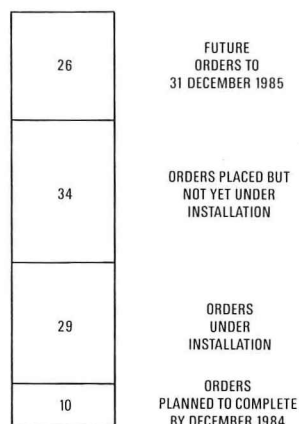 26
FUTURE
ORDERS TO
31 DECEMBER 1985
34
ORDERS PLACED BUT
NOT YET UNDER
INSTALLATION
29
ORDERS
UNDER
INSTALLATION
10
ORDERS
PLANNED TO COMPLETE
BY DECEMBER 1984